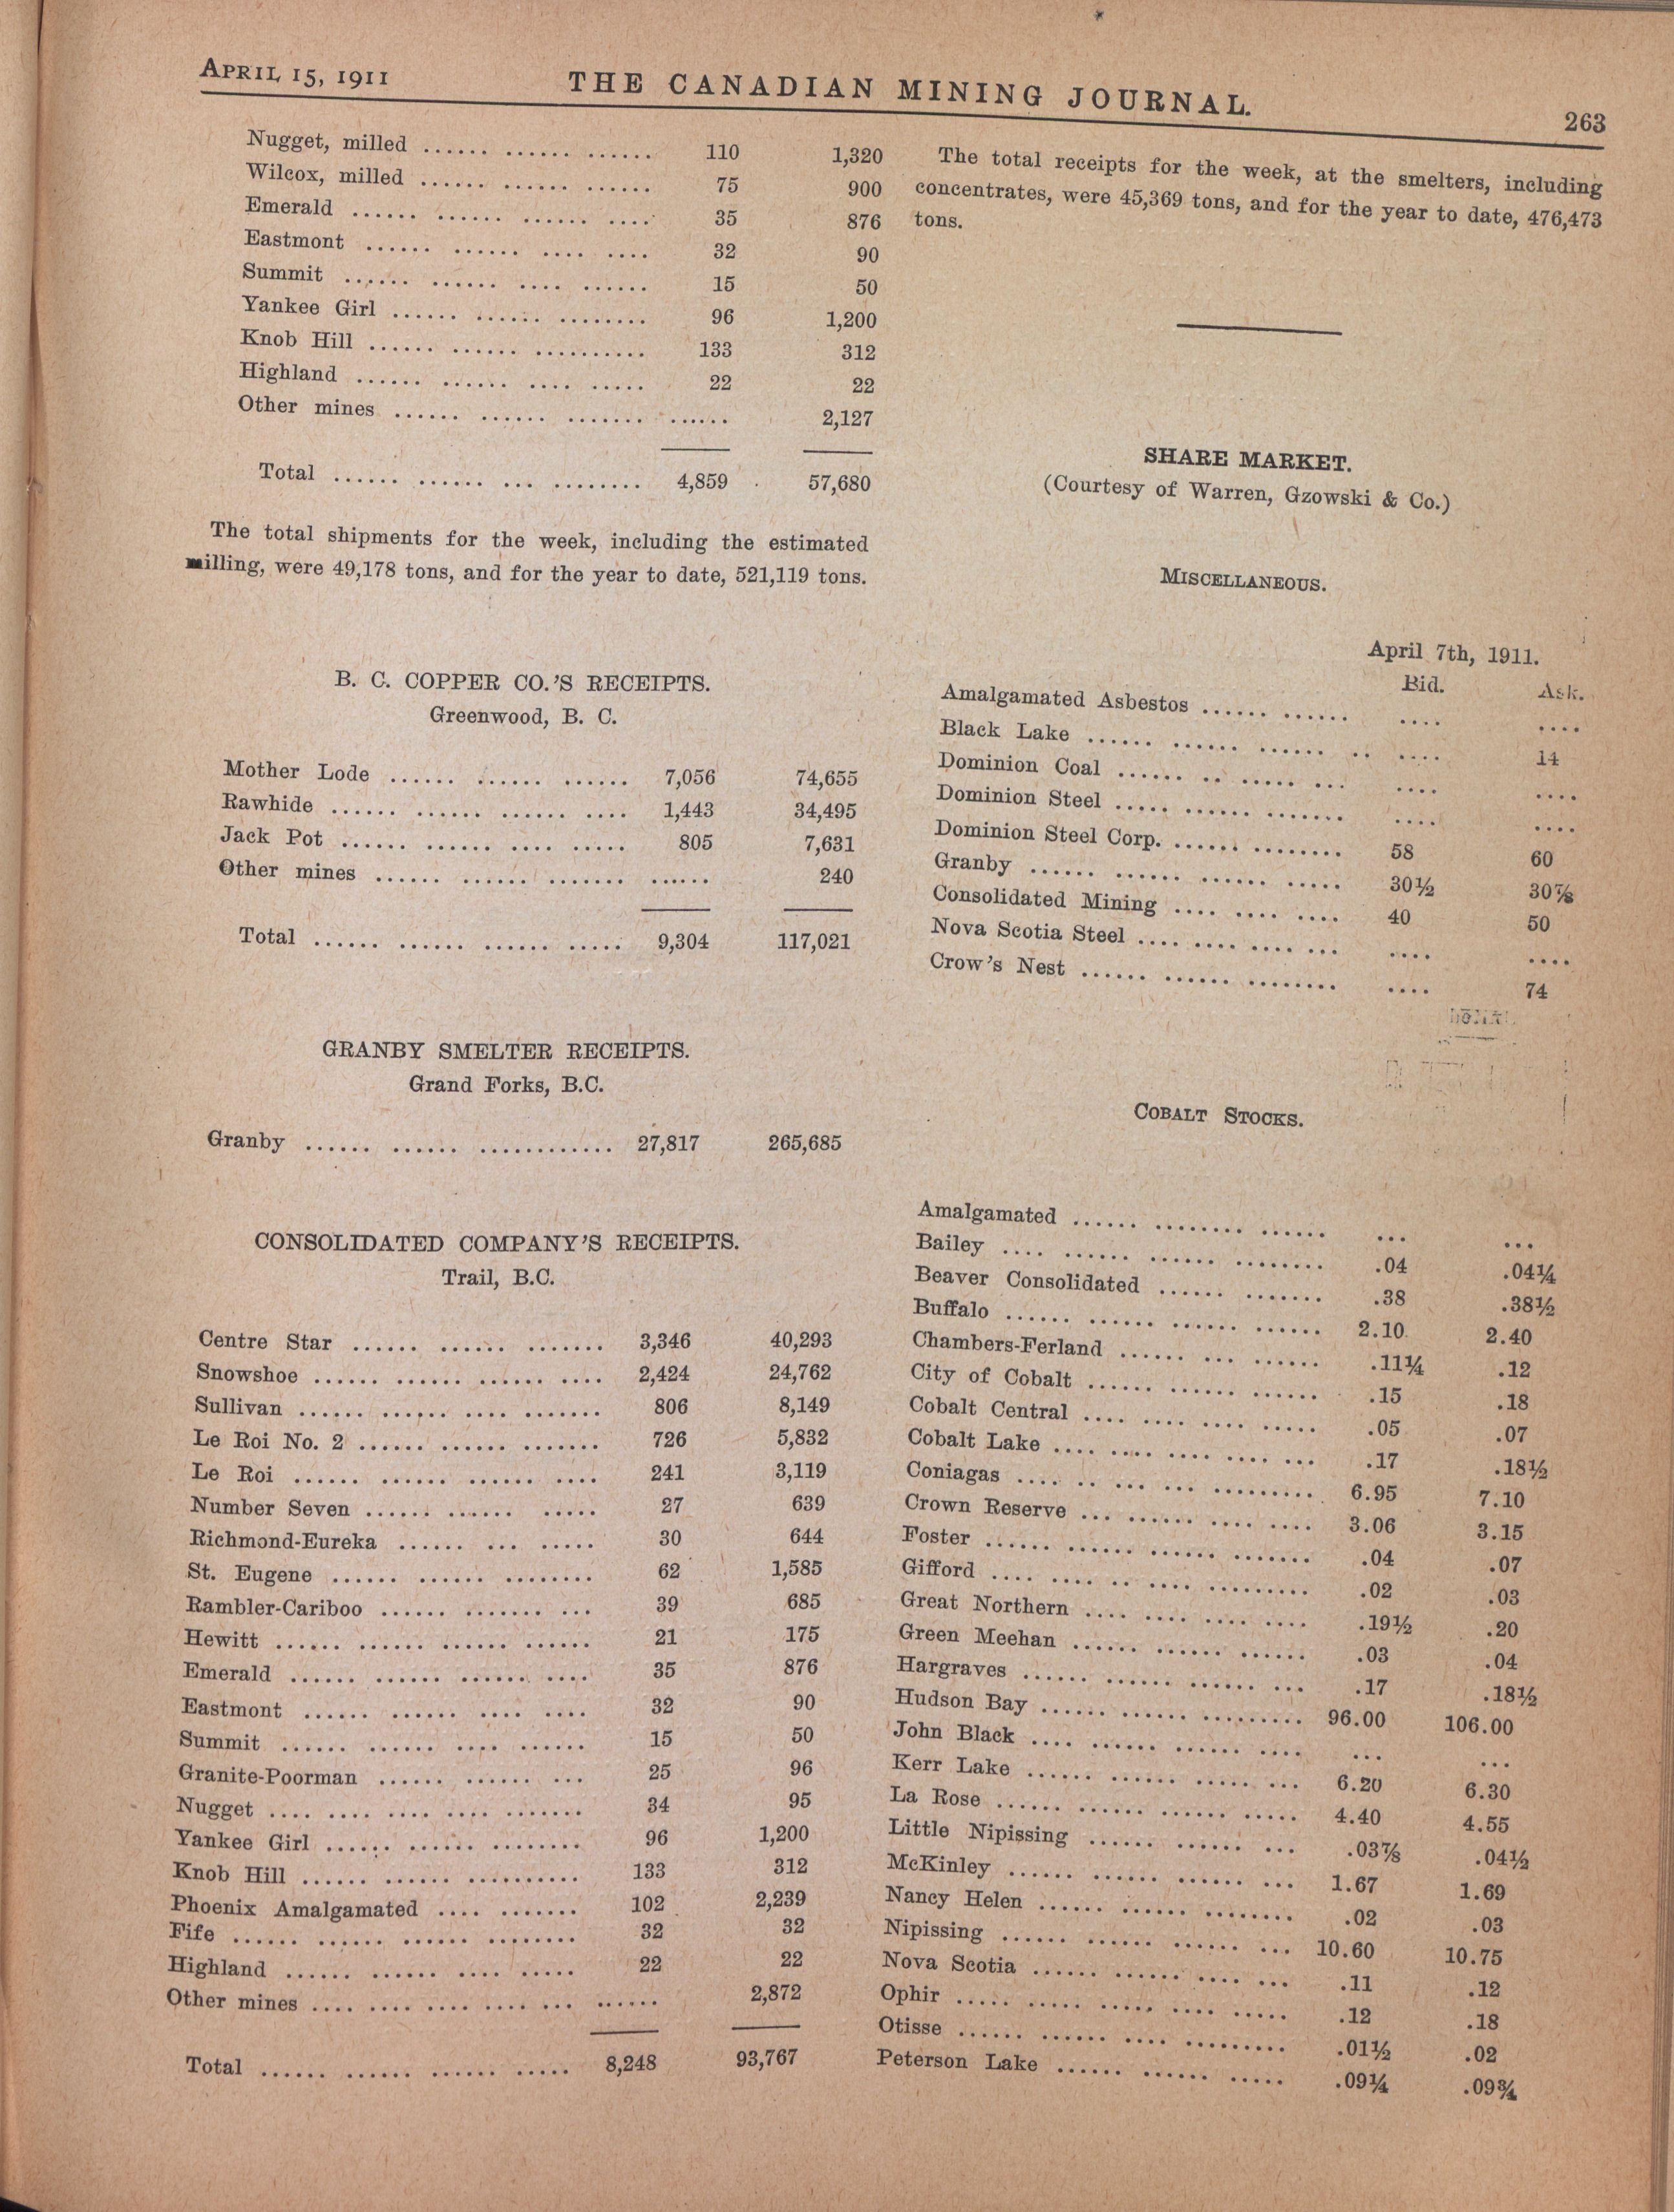 APRIL 15, 1911 THE CANADIAN MINING JOURNAL. 263
Nugget, milled ...... ...... ...... 110 1,320
Wilcox, milled ...... ...... ...... 75 900
Emerald ...... ...... ...... .... 35 876
Eastmont ...... ...... .... .... 32 90
Summit ...... ...... .... ...... 15 50
Yankee Girl ...... ...... ........ 96 1,200
Knob Hill ...... ...... .......... 133 312
Highland ...... ...... .... ..... 22 22
Other mines ...... ...... ....... ...... 2,127
Total ...... ...... ... ........ 4,859 57,680
The total shipments for the week, including the estimated
milling, were 49,178 tons, and for the year to date, 521,119 tons.
B. C. COPPER CO.'S RECEIPTS.
Greenwood, B. C.
Mother Lode ...... ...... ...... 7,056 74,655
Rawhide ...... ...... ...... .... 1,443 34,495
Jack Pot ...... ...... .... ..... 805 7,631
Other mines ...... ...... ....... ...... 240
Total ...... ...... ...... ..... 9,304 117,021
GRANBY SMELTER RECEIPTS.
Grand Forks, B.C.
Granby ...... ...... ............ 27,817 265,685
CONSOLIDATED COMPANY'S RECEIPTS.
Trail, B.C.
Centre Star ...... ...... ....... 3,346 40,293
Snowshoe ...... ...... ...... .... 2,424 24,762
Sullivan ...... ...... .... ....... 806 8,149
Le Roi No. 2 ...... ...... ....... 726 5,832
Le Roi ...... ...... ...... .... 241 3,119
Number Seven ...... ...... ..... 27 639
Richmond-Eureka ...... ... ..... 30 644
St. Eugene ...... ...... ........ 62 1,585
Rambler-Cariboo ...... ....... ... 39 685
Hewitt ...... ...... ...... ...... 21 175
Emerald ...... ...... ...... .... 35 876
Eastmont ...... ...... .... .... 32 90
Summit ...... ...... .... ...... 15 50
Granite-Poorman ...... ...... ... 25 96
Nugget .... .... .... .... ....... 34 95
Yankee Girl ...... ...... ........ 96 1,200
Knob Hill ...... ...... .......... 133 312
Phoenix Amalgamated .... ....... 102 2,239
Fife ...... ...... ...... ........ 32 32
Highland ...... ...... .... ..... 22 22
Other mines .... .... .... .... ... ...... 2,872
Total ...... ...... ...... ..... 8,248 93,767
The total receipts for the week, at the smelters, including
concentrates, were 45,369 tons, and for the year to date, 476,473
tons.
SHARE MARKET.
(Courtesy of Warren, Gzowski & Co.)
MISCELLANEOUS.
April 7th, 1911.
Bid. Ask.
Amalgamated Asbestos ...... ...... .... ....
Black Lake ...... ...... ...... .. .... 14
Dominion Coal ...... .. ..... ... .... ....
Dominion Steel ..... ...... ....... .... ....
Dominion Steel Corp. ...... ........ 58 60
Granby ...... ...... ...... ..... 30½ 30⅞
Consolidated Mining .... .... .... 40 50
Nova Scotia Steel .... .... .... ... .... ....
Crow's Nest ...... ...... ........ .... 74
COBALT STOCKS.
Amalgamated ...... ........ ...... ... ...
Bailey .... ...... ...... ........ .04 .04¼
Beaver Consolidated ...... ....... .38 .38½
Buffalo ...... ...... ...... ...... 2.10 2.40
Chambers-Ferland ...... ... ...... .11¼ .12
City of Cobalt ...... ...... ...... .15 .18
Cobalt Central .... .... .... ..... .05 .07
Cobalt Lake .... .... .... .... ... .17 .18½
Coniagas .... .. ... ... ......... 6.95 7.10
Crown Reserve ... ...... .... .... 3.06 3.15
Foster ...... ...... ...... ....... .04 .07
Gifford .... .... .. .... ......... .02 .03
Great Northern .... .... .... .... .19½ .20
Green Meehan ...... ...... ...... .03 .04
Hargraves ...... ...... ...... ... .17 .18½
Hudson Bay ...... ...... ......... 96.00 106.00
John Black .... ...... ...... .... ... ...
Kerr Lake ...... ...... ..... ... 6.20 6.30
La Rose ...... ...... ...... ..... 4.40 4.55
Little Nipissing ...... ...... ... .03⅞ .04½
McKinley ...... ...... ...... ... 1.67 1.69
Nancy Helen ...... ...... ........ .02 .03
Nipissing ...... ...... ...... ... 10.60 10.75
Nova Scotia ...... ...... .... ... .11 .12
Ophir ..... ..... ..... .... ..... .12 .18
Otisse ...... ...... .... ......... .01½ .02
Peterson Lake ...... ...... ..... .09¼ .09¾